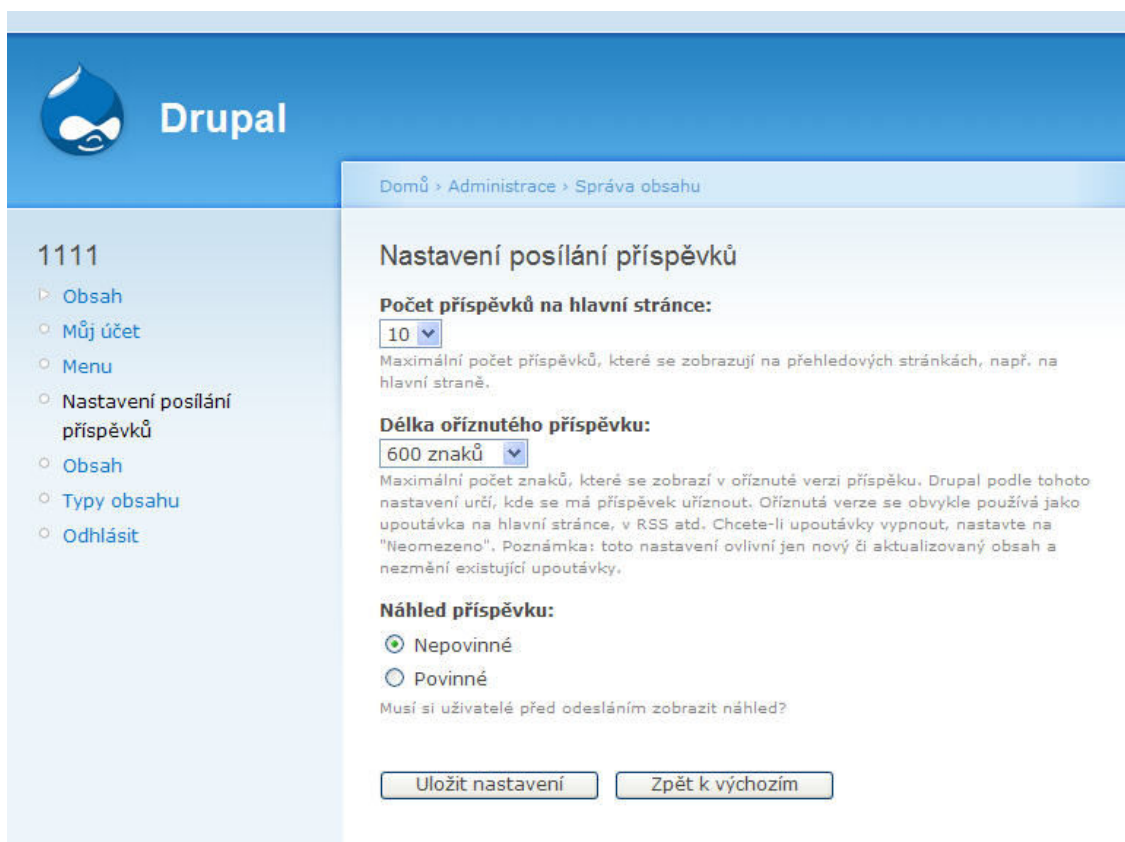 Drupal
Domů › Administrace › Správa obsahu
1111
Obsah
Můj účet
Menu
Nastavení posílání
příspěvků
Obsah
Typy obsahu
Odhlásit
Nastavení posílání příspěvků
Počet příspěvků na hlavní stránce:
10
Maximální počet příspěvků, které se zobrazují na přehledových stránkách, např. na
hlavní straně.
Délka oříznutého příspěvku:
600 znaků
Maximální počet znaků, které se zobrazí v oříznuté verzi příspěku. Drupal podle tohoto
nastavení určí, kde se má příspěvek uříznout. Oříznutá verze se obvykle používá jako
upoutávka na hlavní stránce, v RSS atd. Chcete-li upoutávky vypnout, nastavte na
"Neomezeno". Poznámka: toto nastavení ovlivní jen nový či aktualizovaný obsah a
nezmění existující upoutávky.
Náhled příspěvku:
Nepovinné
Povinné
Musí si uživatelé před odesláním zobrazit náhled?
Uložit nastavení Zpět k výchozím